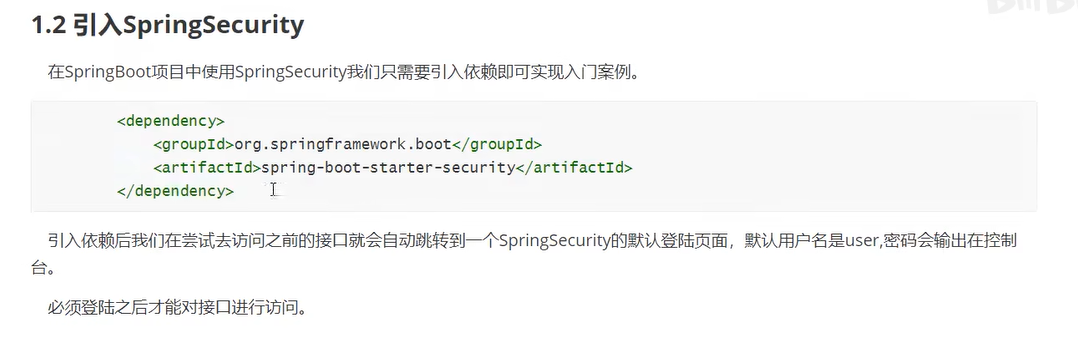 1.2 引入SpringSecurity
在SpringBoot项目中使用SpringSecurity我们只需要引入依赖即可实现入门案例。
<dependency>
<groupId>org.springframework.boot</groupId>
<artifactId>spring-boot-starter-security</artifactId>
</dependency>
引入依赖后我们在尝试去访问之前的接口就会自动跳转到一个SpringSecurity的默认登陆页面，默认用户名是user,密码会输出在控制
台。
必须登陆之后才能对接口进行访问。